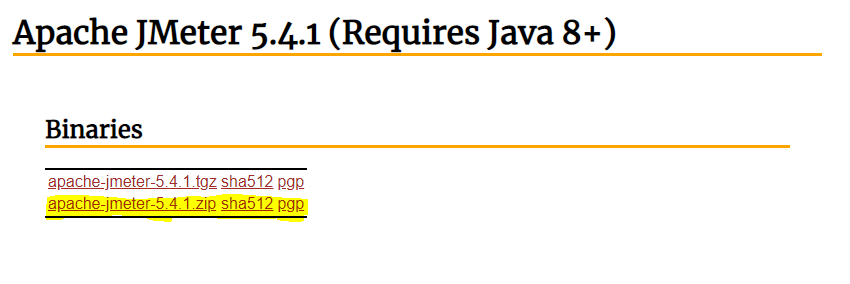 Apache JMeter 5.4.1 (Requires Java 8+)
Binaries
apache-jmeter-5.4.1.tgz sha512 pgp
apache-jmeter-5.4.1.zip sha512 pgp